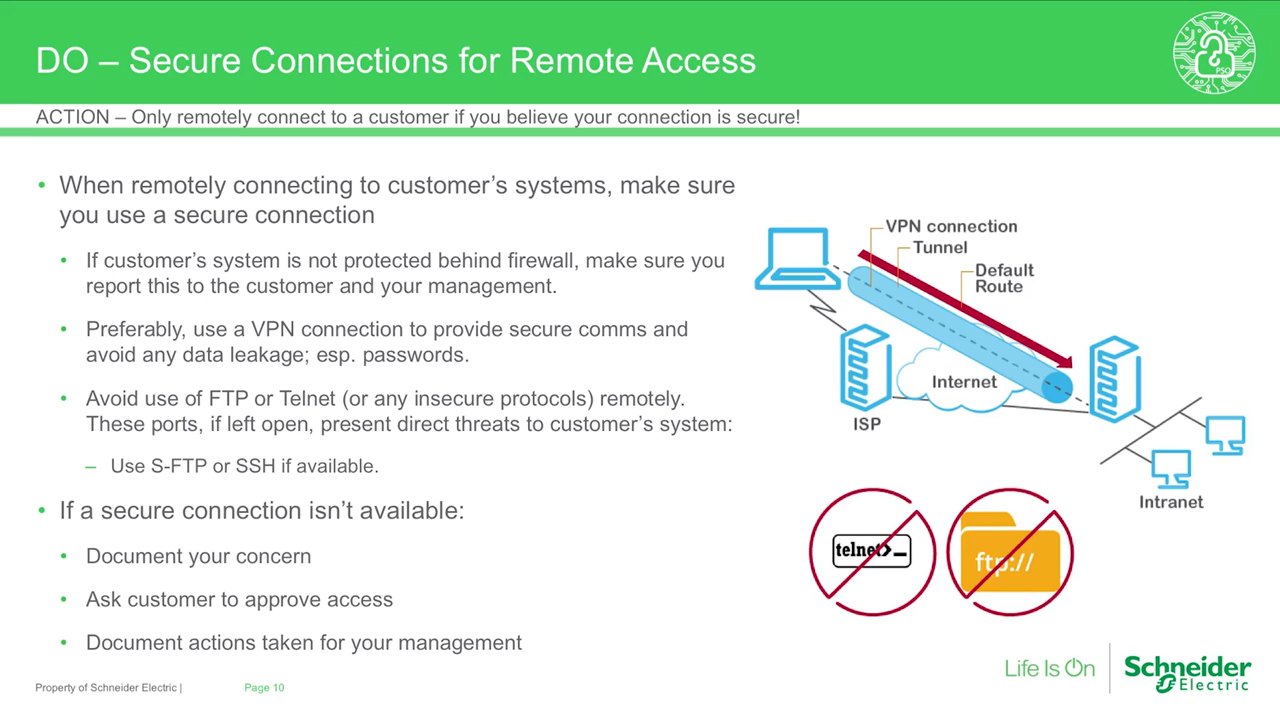 DO – Secure Connections for Remote Access
PSO
ACTION – Only remotely connect to a customer if you believe your connection is secure!
• When remotely connecting to customer’s systems, make sure
you use a secure connection
• If customer’s system is not protected behind firewall, make sure you
report this to the customer and your management.
• Preferably, use a VPN connection to provide secure comms and
avoid any data leakage; esp. passwords.
• Avoid use of FTP or Telnet (or any insecure protocols) remotely.
These ports, if left open, present direct threats to customer’s system:
– Use S-FTP or SSH if available.
• If a secure connection isn’t available:
• Document your concern
• Ask customer to approve access
• Document actions taken for your management
VPN connection
Tunnel
Default
Route
Internet
ISP
Intranet
telnet>_
ftp://
Property of Schneider Electric |
Page 10
Life Is On
Schneider
Electric